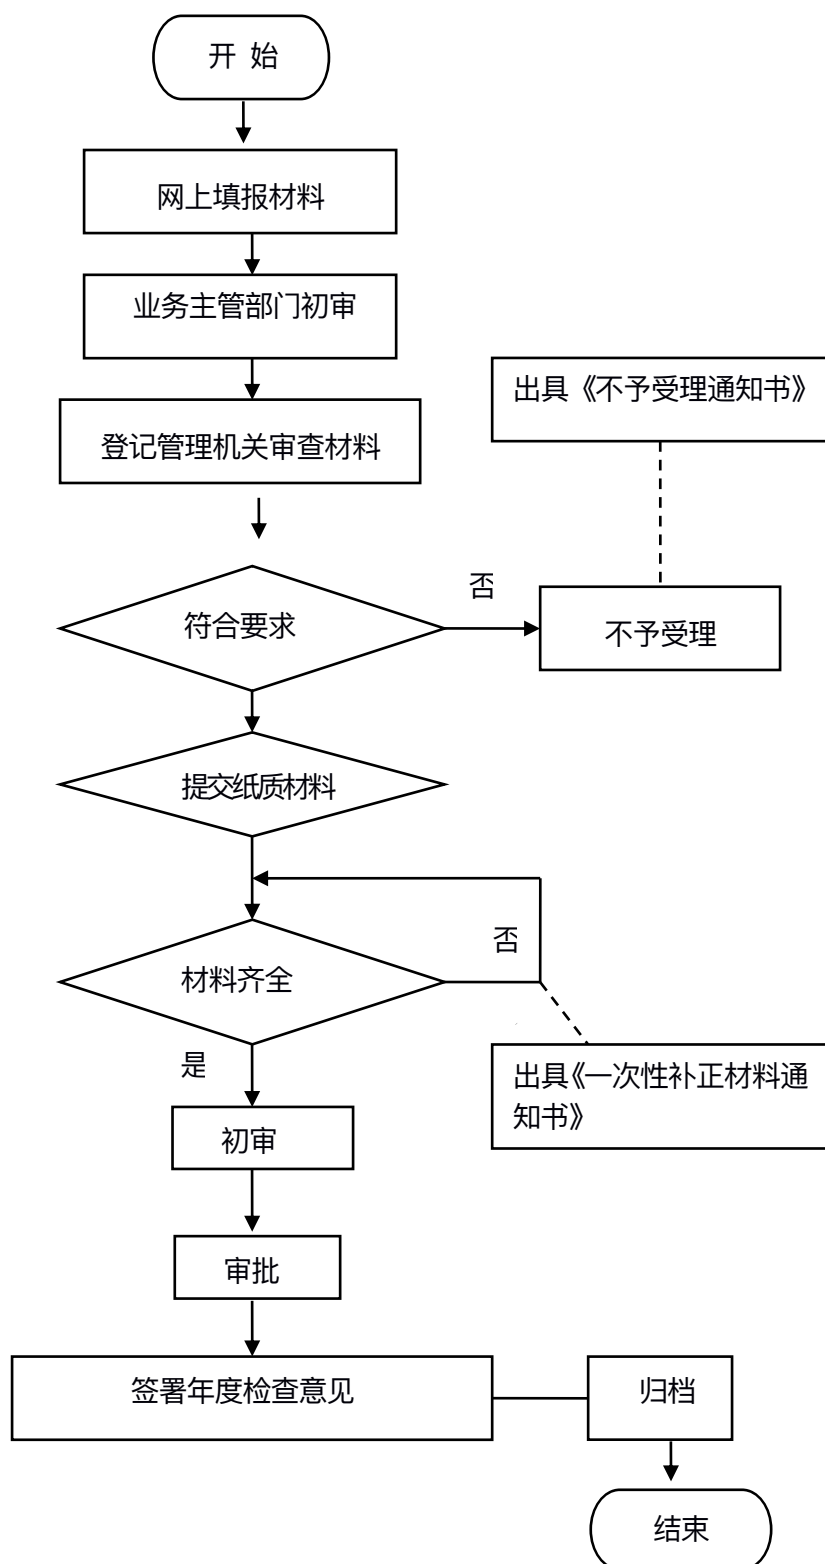 开 始
网上填报材料
业务主管部门初审
出具《不予受理通知书》
登记管理机关审查材料
否
符合要求
不予受理
提交纸质材料
否
材料齐全
是
出具《一次性补正材料通
知书》
初审
审批
签署年度检查意见
归档
结束